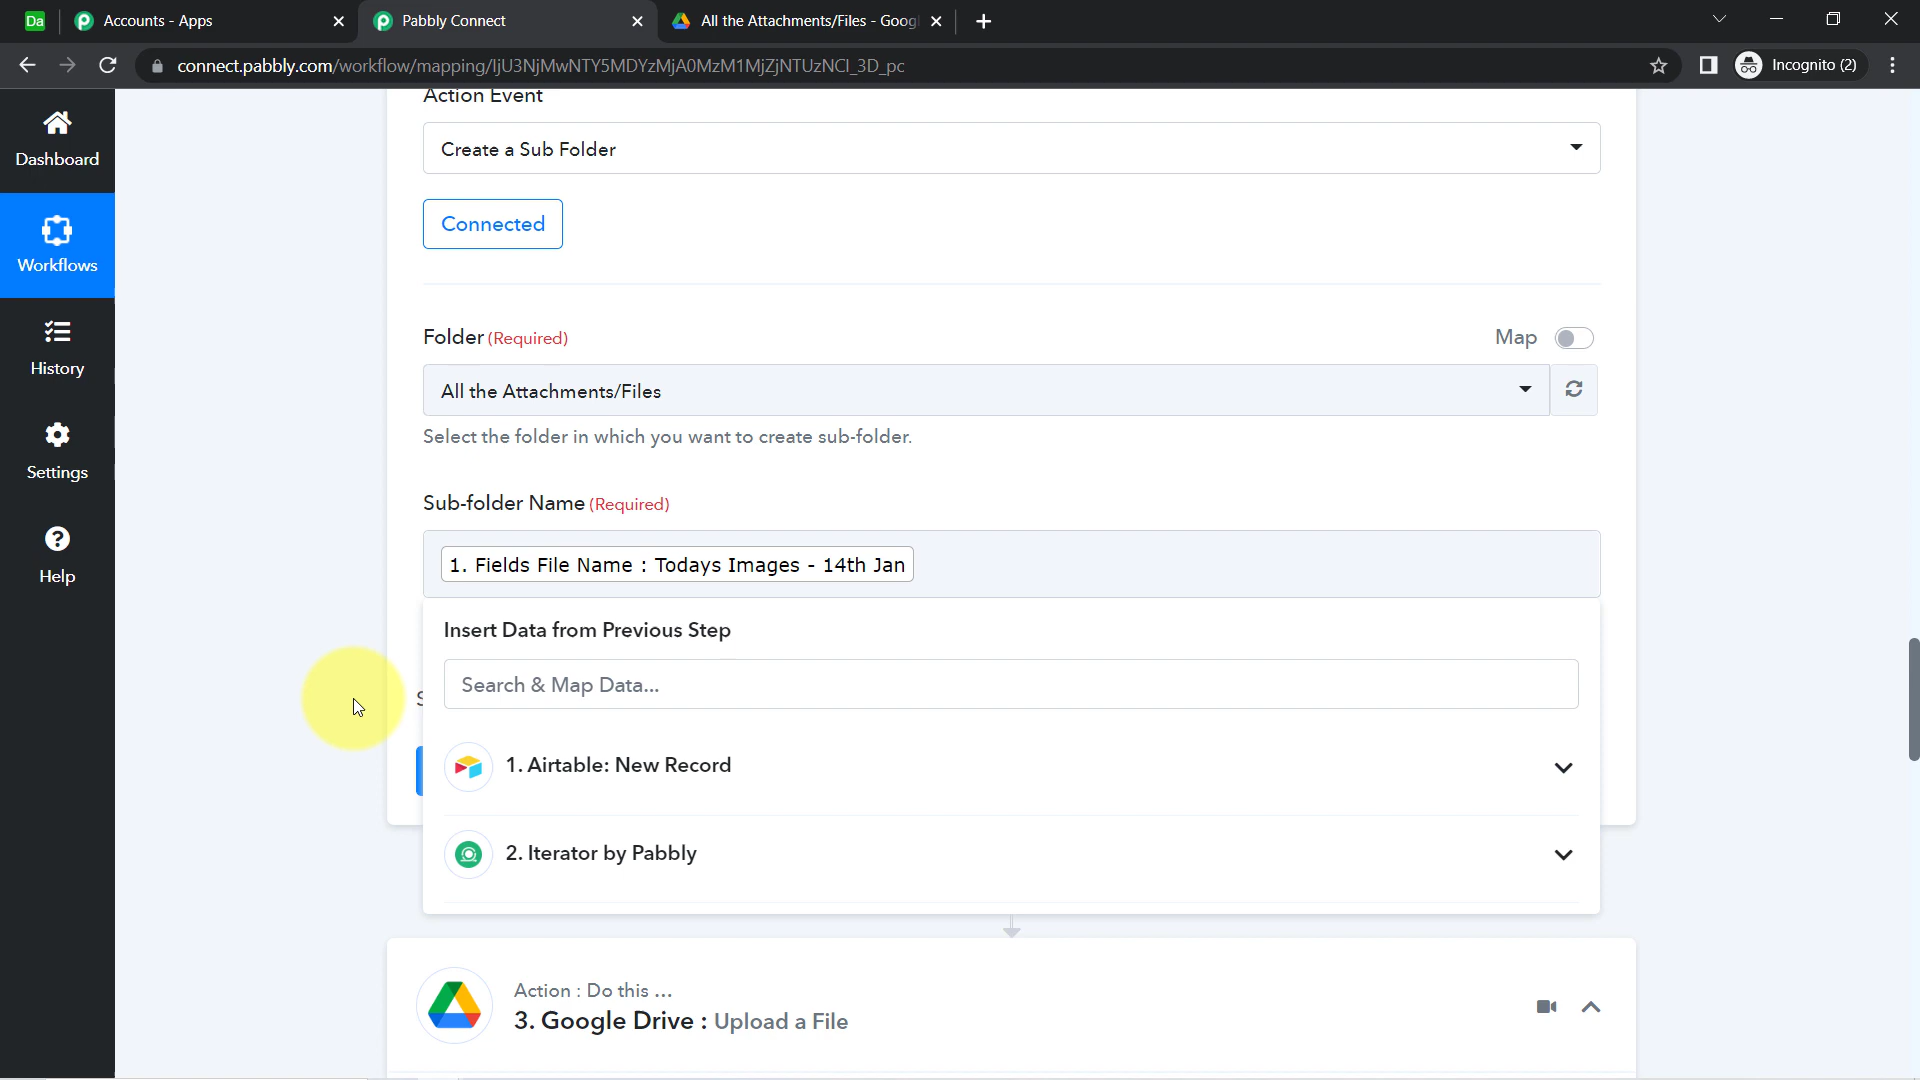 Da
Accounts - Apps
Pabbly Connect
All the Attachments/Files - Goog
connect.pabbly.com/workflow/mapping/IjU3NjMwNTY5MDYzMjA0MzM1MjZjNTUzNCI_3D_pc
Incognito (2)
Dashboard
Workflows
History
Settings
Help
Action Event
Create a Sub Folder
Connected
Folder (Required)
Map
All the Attachments/Files
Select the folder in which you want to create sub-folder.
Sub-folder Name (Required)
1. Fields File Name : Todays Images - 14th Jan
Insert Data from Previous Step
Search & Map Data...
1. Airtable: New Record
2. Iterator by Pabbly
Action : Do this ...
3. Google Drive : Upload a File